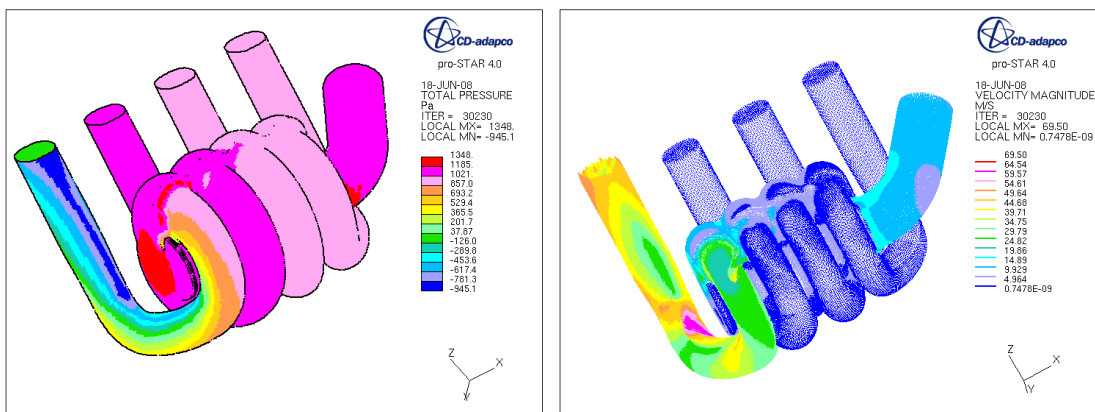 CD-adapco
pro-STAR 4.0
18-JUN-08
TOTAL PRESSURE
Pa
ITER = 30230
LOCAL MX= 1348.
LOCAL MN= -945.1
1348.
1185.
1021.
857.0
693.2
529.4
365.5
201.7
37.87
-126.0
-289.8
-453.6
-617.4
-781.3
-945.1
Z
X
Y
CD-adapco
pro-STAR 4.0
18-JUN-08
VELOCITY MAGNITUDE
M/S
ITER = 30230
LOCAL MX= 69.50
LOCAL MN= 0.7478E-09
69.50
64.54
59.57
54.61
49.64
44.68
39.71
34.75
29.79
24.82
19.86
14.89
9.929
4.964
0.7478E-09
Z
X
Y